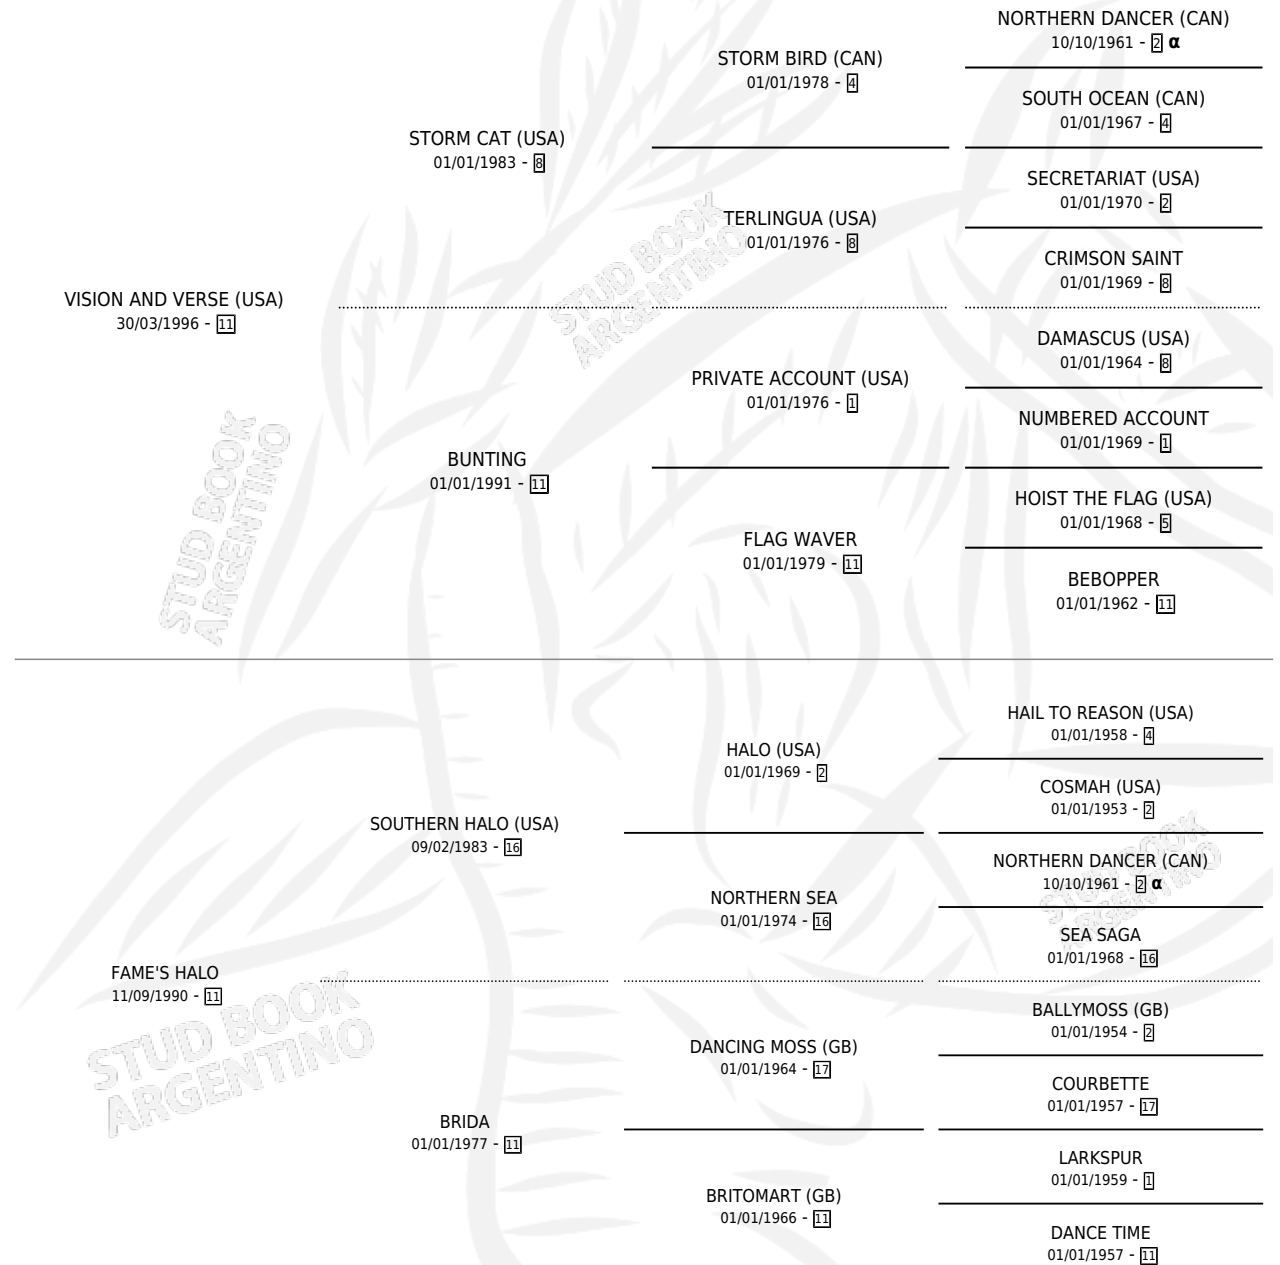 NORTHERN DANCER (CAN)
10/10/1961 - 2 α
STORM BIRD (CAN)
01/01/1978 - 4
SOUTH OCEAN (CAN)
01/01/1967 - 4
STORM CAT (USA)
01/01/1983 - 8
SECRETARIAT (USA)
01/01/1970 - 2
TERLINGUA (USA)
01/01/1976 - 8
CRIMSON SAINT
01/01/1969 - 8
VISION AND VERSE (USA)
30/03/1996 - 11
DAMASCUS (USA)
01/01/1964 - 8
PRIVATE ACCOUNT (USA)
01/01/1976 - 1
NUMBERED ACCOUNT
01/01/1969 - 1
BUNTING
01/01/1991 - 11
HOIST THE FLAG (USA)
01/01/1968 - 5
FLAG WAVER
01/01/1979 - 11
BEBOPPER
01/01/1962 - 11
HAIL TO REASON (USA)
01/01/1958 - 4
HALO (USA)
01/01/1969 - 2
COSMAH (USA)
01/01/1953 - 2
SOUTHERN HALO (USA)
09/02/1983 - 16
NORTHERN DANCER (CAN)
10/10/1961 - 2 α
NORTHERN SEA
01/01/1974 - 16
SEA SAGA
01/01/1968 - 16
FAME'S HALO
11/09/1990 - 11
BALLYMOSS (GB)
01/01/1954 - 2
DANCING MOSS (GB)
01/01/1964 - 17
COURBETTE
01/01/1957 - 17
BRIDA
01/01/1977 - 11
LARKSPUR
01/01/1959 - 1
BRITOMART (GB)
01/01/1966 - 11
DANCE TIME
01/01/1957 - 11
STUD BOOK
ARGENTINO
STUD BOOK
ARGENTINO
STUD BOOK
ARGENTINO
STUD BOOK
ARGENTINO